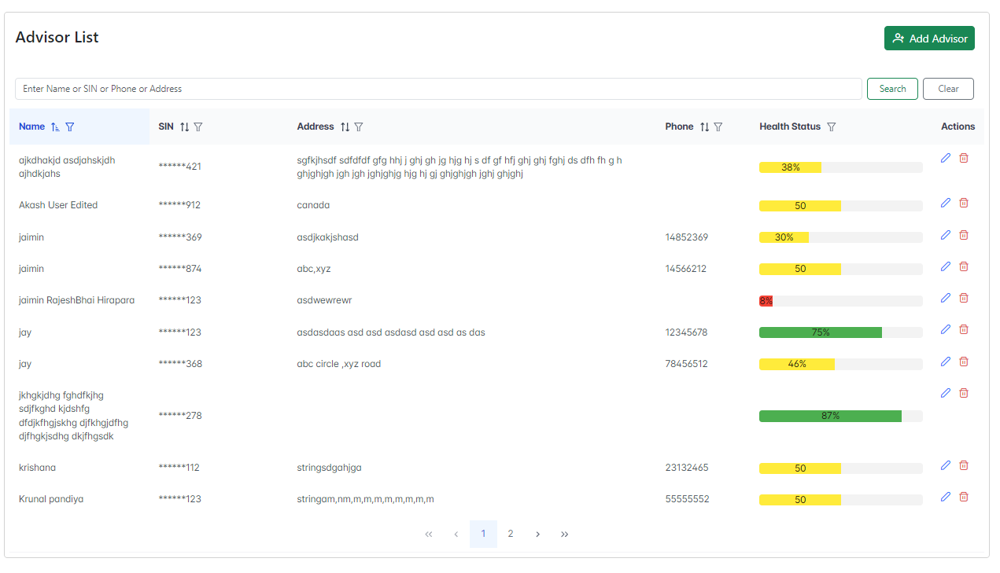 Advisor List
Add Advisor
Enter Name or SIN or Phone or Address
Search
Clear
Name SIN Address Phone Health Status Actions
ajkdhakjd asdjahskjdh
ajhdkjahs
******421
sgfkjhsdf sdfdfdf gfg hhj j ghj gh jg hjg hj s df gf hfj ghj ghj fghj ds dfh fh g h
ghjghjgh jgh jgh jghjghjg hjg hj gj ghjghjgh jghj ghjghj
38%
Akash User Edited ******912 canada 50
jaimin ******369 asdjkakjshasd 14852369 30%
jaimin ******874 abc,xyz 14566212 50
jaimin RajeshBhai Hirapara ******123 asdwewrewr 8%
jay ******123 asdasdaas asd asd asdasd asd asd as das 12345678 75%
jay ******368 abc circle ,xyz road 78456512 46%
jkhgkjdhg fghdfkjhg
sdjfkghd kjdshfg
dfdjkfhgjskhg djfkhgjdfhg
djfhgkjsdhg dkjfhgsdk
******278 87%
krishana ******112 stringsdgahjga 23132465 50
Krunal pandiya ******123 stringam,nm,m,m,m,m,m,m,m,m 55555552 50
« ‹ 1 2 › »